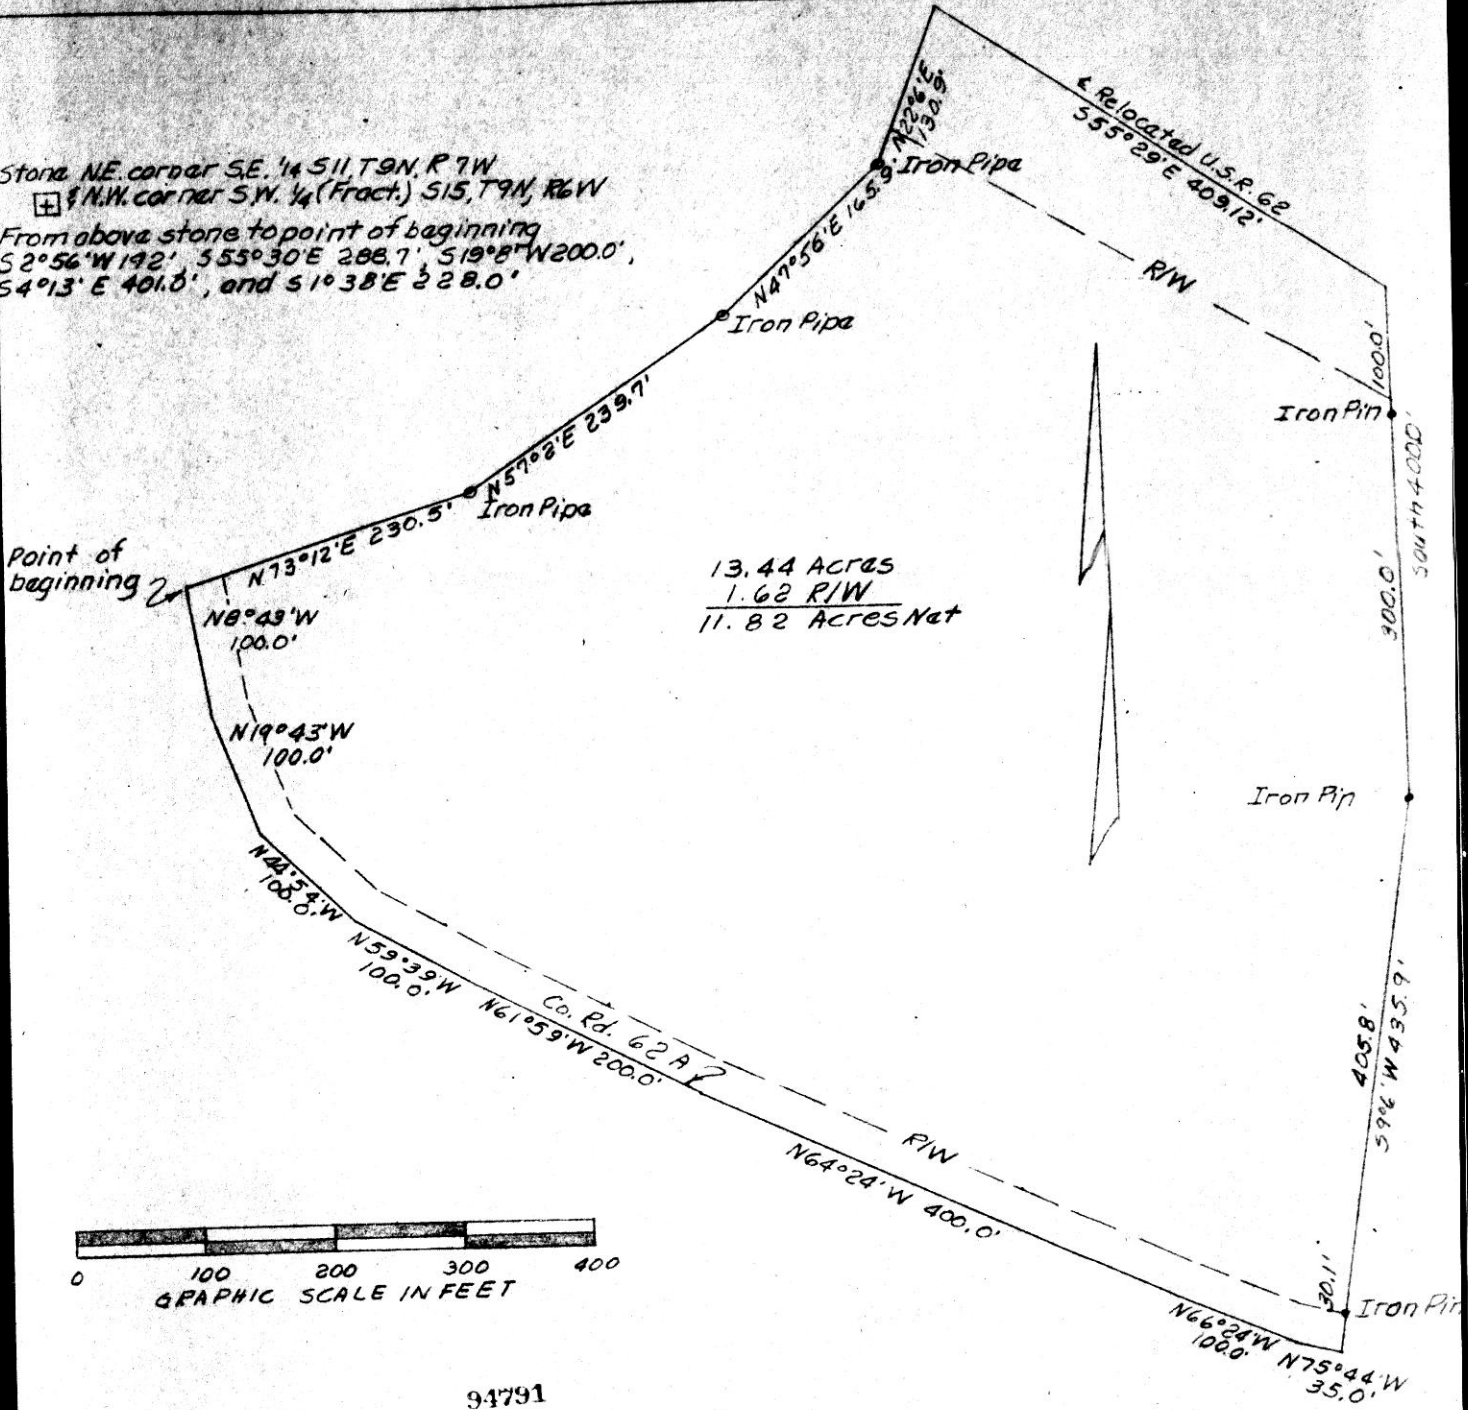 Stone N.E. corner S.E. 1/4 S11, T9N, R 7W
& N.W. corner S.W. 1/4 (Fract.) S15, T9N, R6W
From above stone to point of beginning
S 2°56'W 192', S55°30'E 288.7', S19°8'W 200.0',
S4°13'E 401.0', and S1°38'E 228.0'
N22°6'E
130.9'
℄ Relocated U.S.R. 62
S55°29'E 409.12'
Iron Pipe
R/W
N47°56'E 165.9'
Iron Pipe
100.0'
Iron Pin
South 400.0'
N57°2'E 239.7'
Iron Pipe
N73°12'E 230.5'
Point of
beginning
13.44 Acres
1.62 R/W
11.82 Acres Net
300.0'
N8°43'W
100.0'
N19°43'W
100.0'
Iron Pin
N44°54'W
100.0'
N59°39'W
100.0'
N61°59'W 200.0'
Co. Rd. 62 A
405.8'
S9°6'W 435.9'
R/W
N64°24'W 400.0'
30.1'
Iron Pin
N66°24'W
100.0'
N75°44'W
35.0'
0 100 200 300 400
GRAPHIC SCALE IN FEET
94791